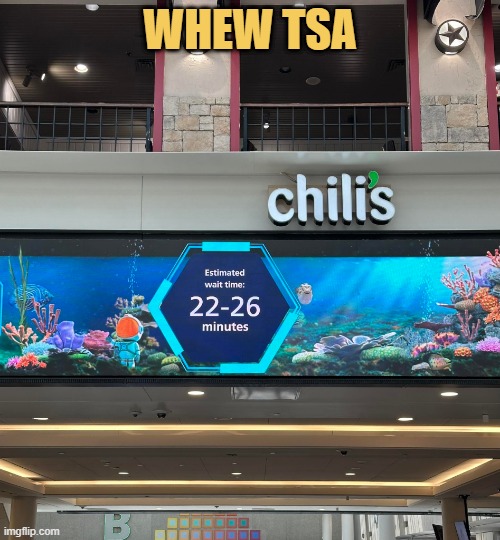 WHEW TSA
chili's
Estimated
wait time:
22-26
minutes
B
imgflip.com